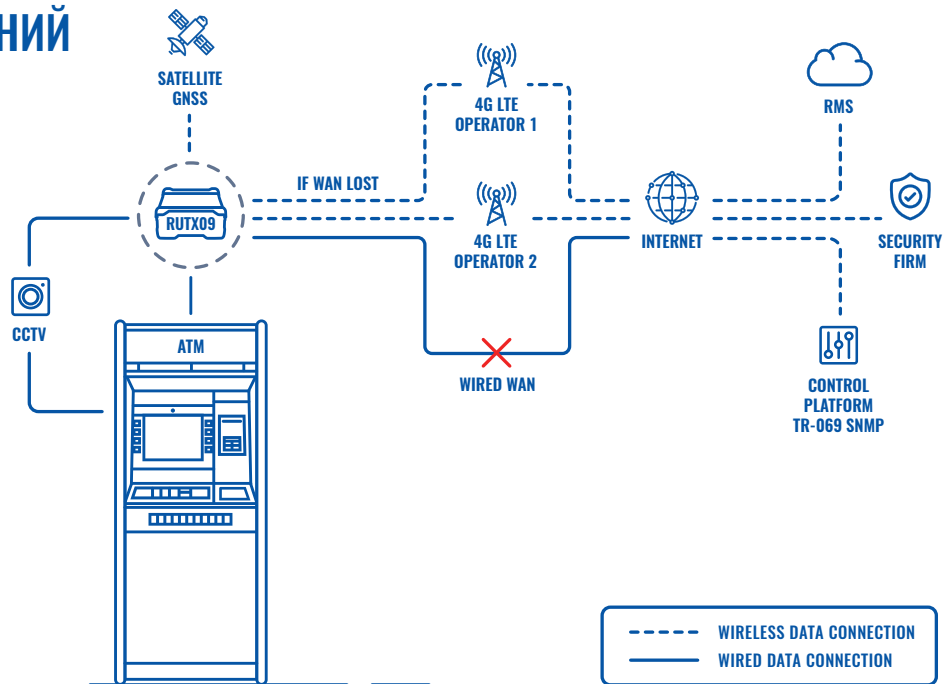 НИЙ
SATELLITE
GNSS
4G LTE
OPERATOR 1
RMS
IF WAN LOST
RUTX09
4G LTE
OPERATOR 2
INTERNET
SECURITY
FIRM
CCTV
ATM
WIRED WAN
CONTROL
PLATFORM
TR-069 SNMP
WIRELESS DATA CONNECTION
WIRED DATA CONNECTION